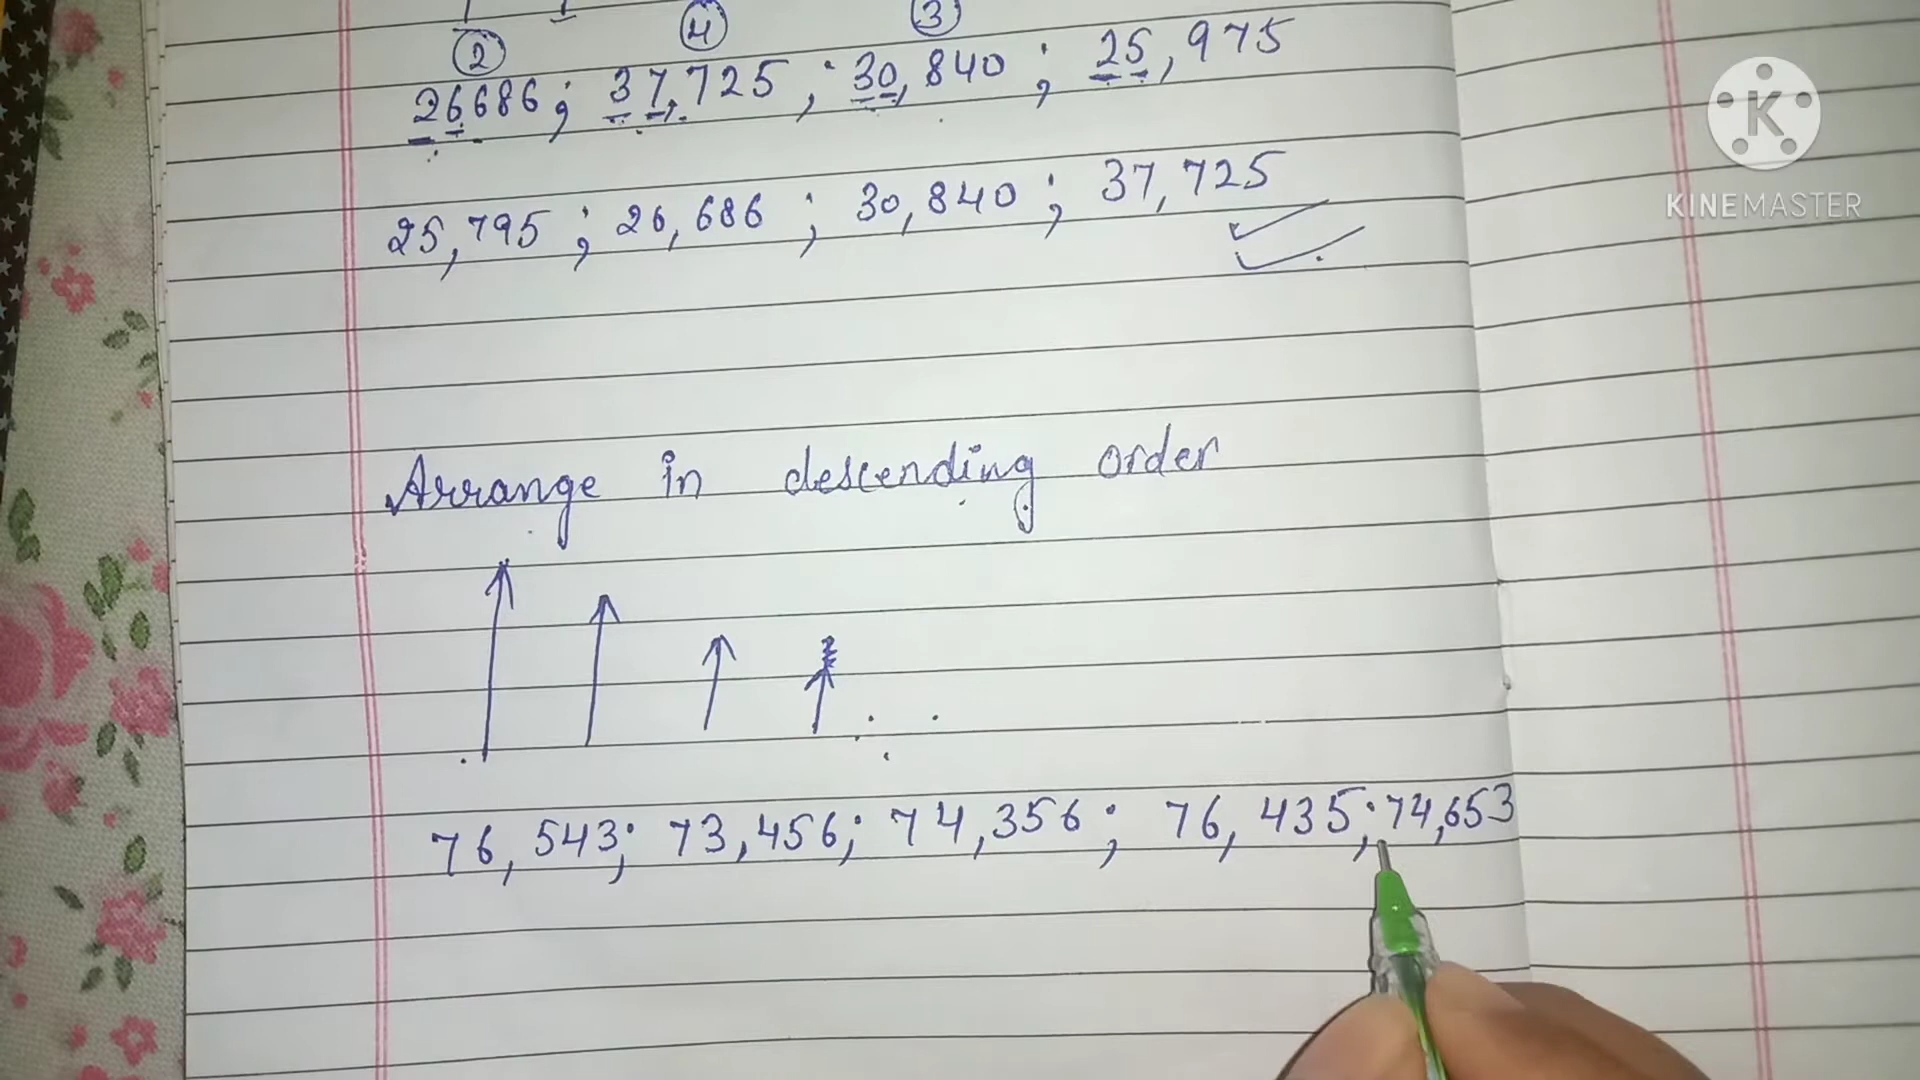 2 4 3
26686; 37,725; 30,840; 25,975
25,795; 26,686; 30,840; 37,725
Arrange in descending order
76,543; 73,456; 74,356; 76,435; 74,653
K
KINEMASTER